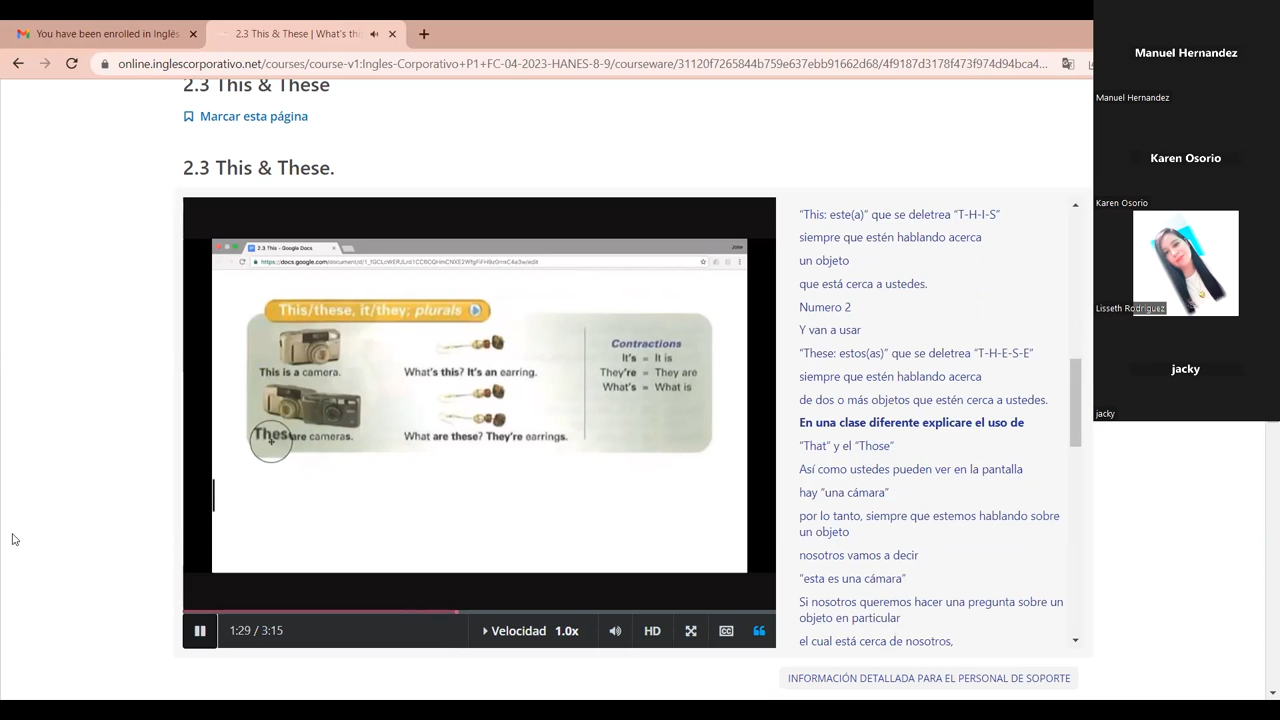 You have been enrolled in Inglés
2.3 This & These | What's thi
online.inglescorporativo.net/courses/course-v1:Ingles-Corporativo+P1+FC-04-2023-HANES-8-9/courseware/31120f7265844b759e637ebb91662d68/4f9187d3178f473f974d94bca4...
2.3 This & These
Marcar esta página
2.3 This & These.
2.3 This - Google Docs
This/these, it/they; plurals
This is a camera.
These are cameras.
What's this? It's an earring.
What are these? They're earrings.
Contractions
It's = It is
They're = They are
What's = What is
1:29 / 3:15
Velocidad 1.0x
HD
CC
“This: este(a)” que se deletrea “T-H-I-S”
siempre que estén hablando acerca
un objeto
que está cerca a ustedes.
Numero 2
Y van a usar
“These: estos(as)” que se deletrea “T-H-E-S-E”
siempre que estén hablando acerca
de dos o más objetos que estén cerca a ustedes.
En una clase diferente explicare el uso de
“That” y el “Those”
Así como ustedes pueden ver en la pantalla
hay “una cámara”
por lo tanto, siempre que estemos hablando sobre
un objeto
nosotros vamos a decir
“esta es una cámara”
Si nosotros queremos hacer una pregunta sobre un
objeto en particular
el cual está cerca de nosotros,
INFORMACIÓN DETALLADA PARA EL PERSONAL DE SOPORTE
Manuel Hernandez
Manuel Hernandez
Karen Osorio
Karen Osorio
Lisseth Rodriguez
jacky
jacky